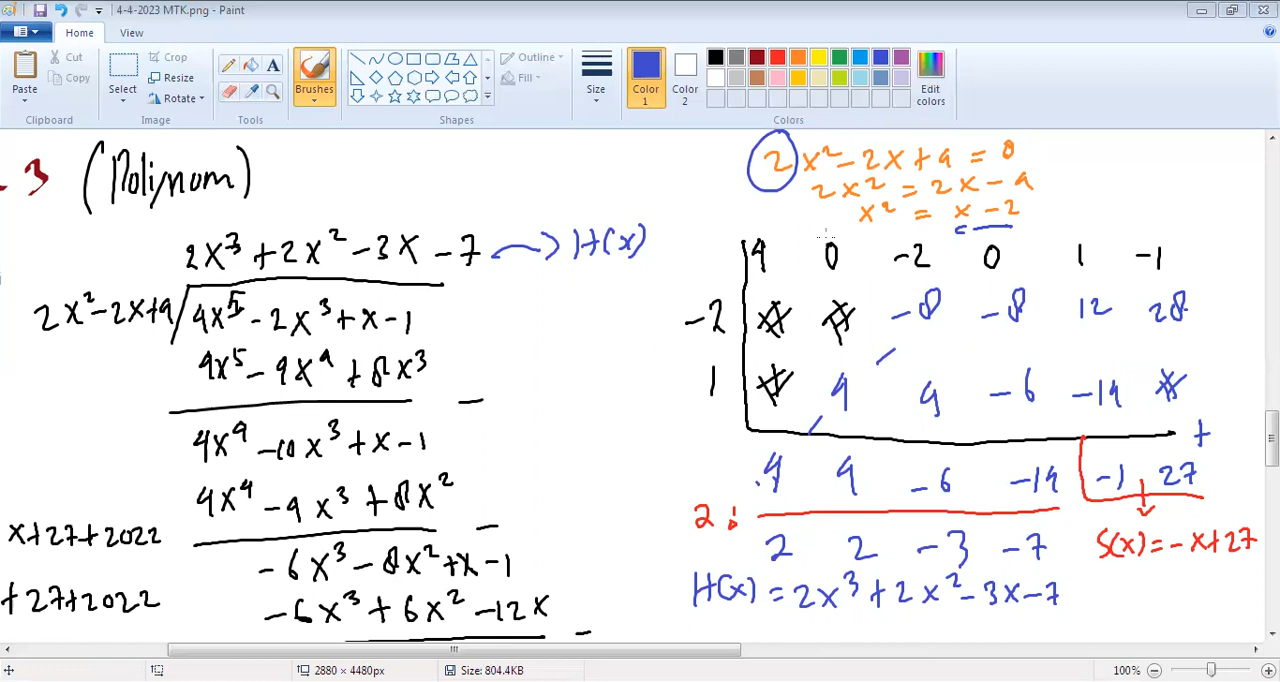 4-4-2023 MTK.png - Paint
Home
View
Paste
Cut
Copy
Clipboard
Select
Crop
Resize
Rotate
Image
A
Tools
Brushes
Outline
Fill
Shapes
Size
Color 1
Color 2
Edit colors
Colors
3 (Polinom)
2x³ + 2x² - 3x - 7 → H(x)
2x² - 2x + 4 / 4x⁵ - 2x³ + x - 1
4x⁵ - 4x⁴ + 8x³
4x⁴ - 10x³ + x - 1
4x⁴ - 4x³ + 8x²
-6x³ - 8x² + x - 1
-6x³ + 6x² - 12x
x+27+2022
+27+2022
2x² - 2x + 4 = 0
2x² = 2x - 4
x² = x - 2
4 0 -2 0 1 -1
-2 # # -8 -8 12 28
1 # 4 4 -6 -14 #
+
4 4 -6 -14 -1 27
2 :
2 2 -3 -7
S(x) = -x + 27
H(x) = 2x³ + 2x² - 3x - 7
2880 × 4480px
Size: 804.4KB
100%